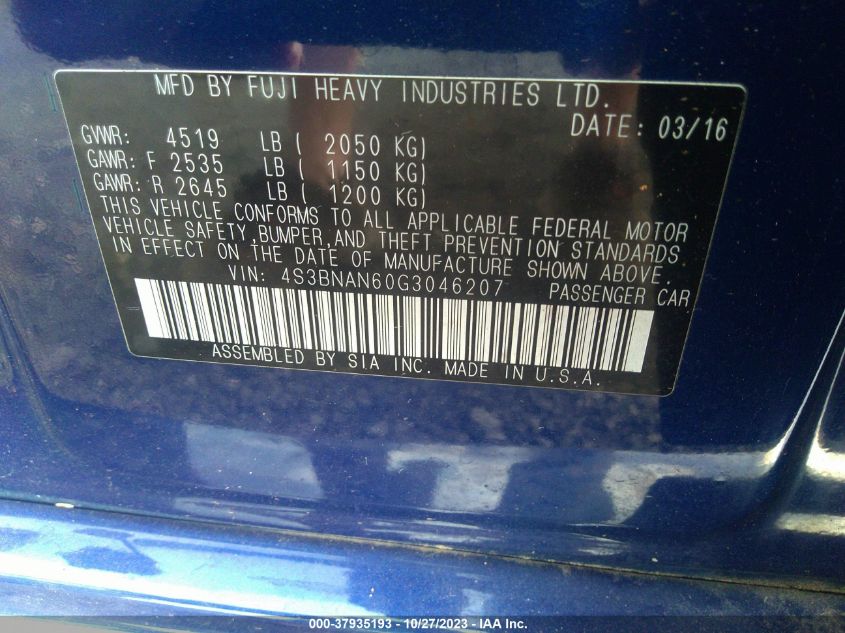 MFD BY FUJI HEAVY INDUSTRIES LTD.
DATE: 03/16
GVWR: 4519 LB ( 2050 KG)
GAWR: F 2535 LB ( 1150 KG)
GAWR: R 2645 LB ( 1200 KG)
THIS VEHICLE CONFORMS TO ALL APPLICABLE FEDERAL MOTOR
VEHICLE SAFETY,BUMPER,AND THEFT PREVENTION STANDARDS
IN EFFECT ON THE DATE OF MANUFACTURE SHOWN ABOVE.
VIN: 4S3BNAN60G3046207 PASSENGER CAR
ASSEMBLED BY SIA INC. MADE IN U.S.A.
000-37935193 - 10/27/2023 - IAA Inc.